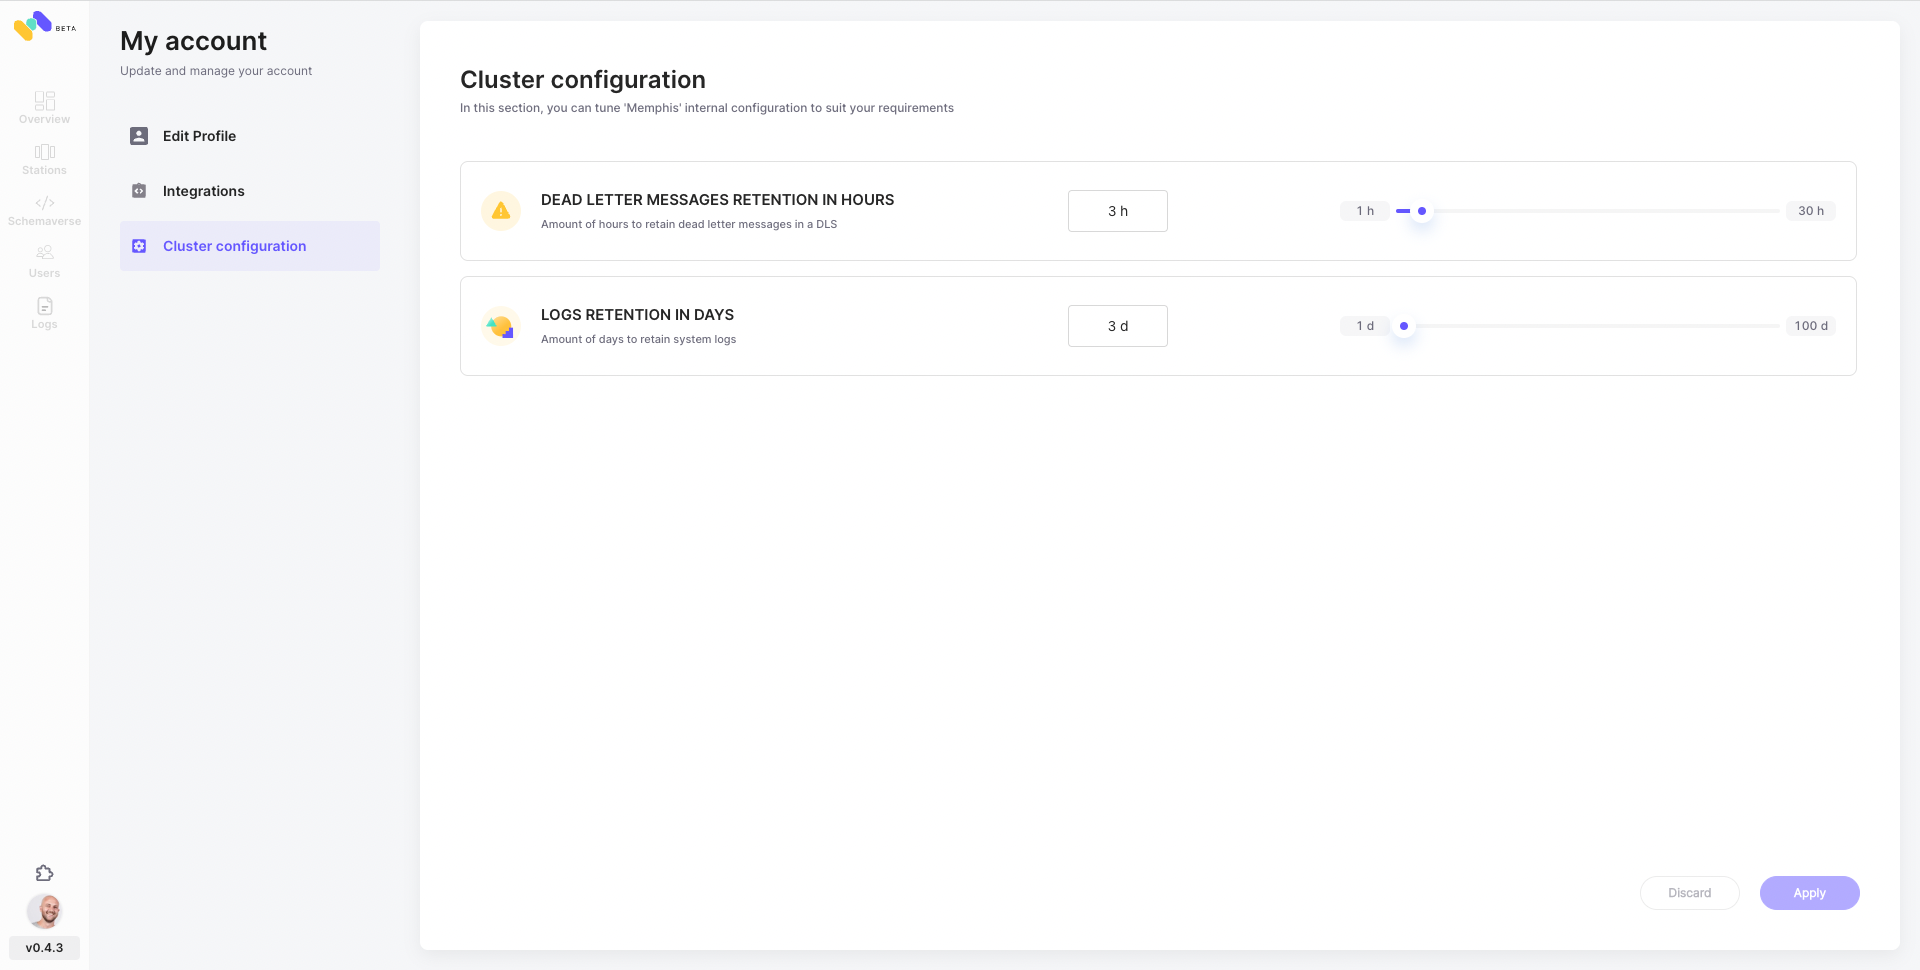 BETA
Overview
Stations
Schemaverse
Users
Logs
v0.4.3
My account
Update and manage your account
Edit Profile
Integrations
Cluster configuration
Cluster configuration
In this section, you can tune 'Memphis' internal configuration to suit your requirements
DEAD LETTER MESSAGES RETENTION IN HOURS
Amount of hours to retain dead letter messages in a DLS
3 h
1 h
30 h
LOGS RETENTION IN DAYS
Amount of days to retain system logs
3 d
1 d
100 d
Discard
Apply